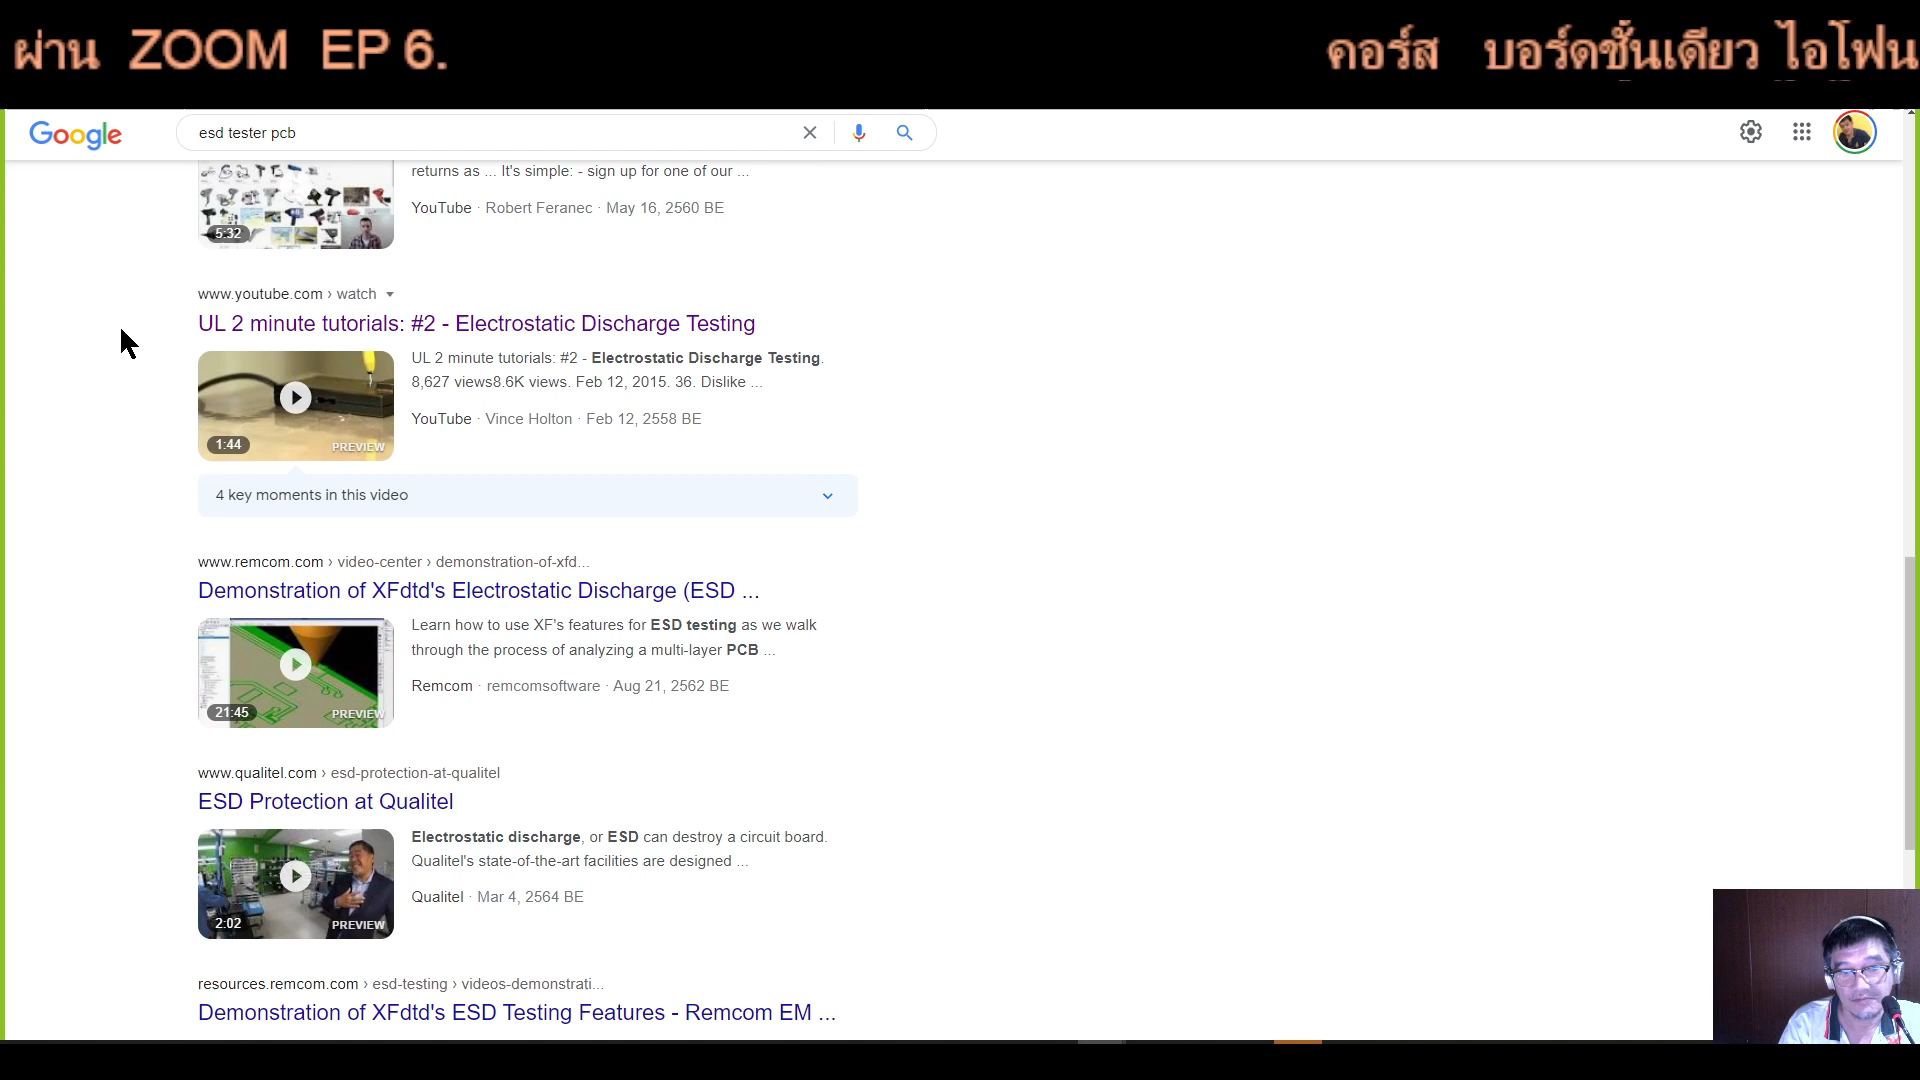 ผ่าน ZOOM EP 6.
คอร์ส บอร์ดชั้นเดียว ไอโฟน
Google
esd tester pcb
returns as ... It's simple: - sign up for one of our ...
YouTube · Robert Feranec · May 16, 2560 BE
5:32
www.youtube.com › watch
UL 2 minute tutorials: #2 - Electrostatic Discharge Testing
UL 2 minute tutorials: #2 - Electrostatic Discharge Testing.
8,627 views8.6K views. Feb 12, 2015. 36. Dislike ...
YouTube · Vince Holton · Feb 12, 2558 BE
1:44
PREVIEW
4 key moments in this video
www.remcom.com › video-center › demonstration-of-xfd...
Demonstration of XFdtd's Electrostatic Discharge (ESD ...
Learn how to use XF's features for ESD testing as we walk
through the process of analyzing a multi-layer PCB ...
Remcom · remcomsoftware · Aug 21, 2562 BE
21:45
PREVIEW
www.qualitel.com › esd-protection-at-qualitel
ESD Protection at Qualitel
Electrostatic discharge, or ESD can destroy a circuit board.
Qualitel's state-of-the-art facilities are designed ...
Qualitel · Mar 4, 2564 BE
2:02
PREVIEW
resources.remcom.com › esd-testing › videos-demonstrati...
Demonstration of XFdtd's ESD Testing Features - Remcom EM ...